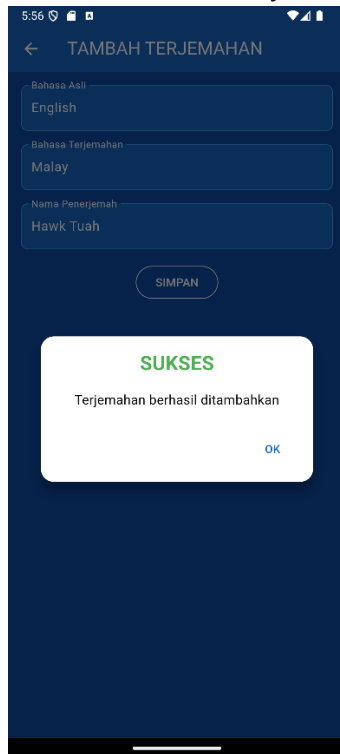 5:56
TAMBAH TERJEMAHAN
Bahasa Asli
English
Bahasa Terjemahan
Malay
Nama Penerjemah
Hawk Tuah
SIMPAN
SUKSES
Terjemahan berhasil ditambahkan
OK